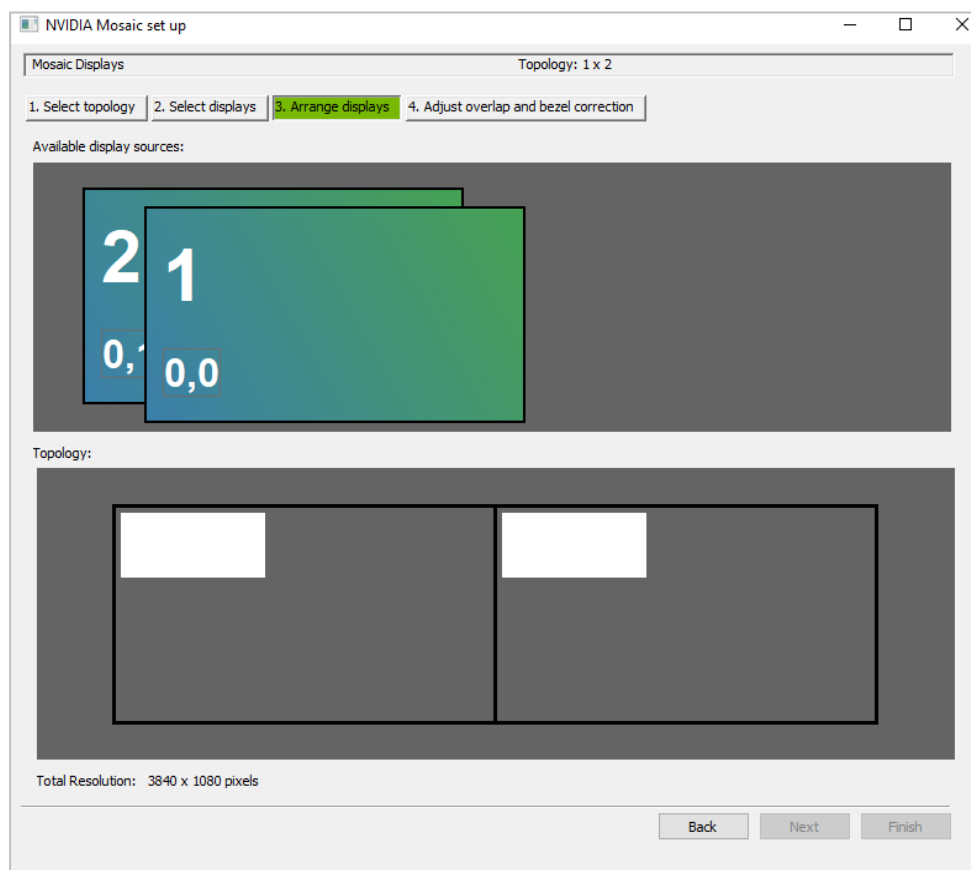 NVIDIA Mosaic set up
Mosaic Displays Topology: 1 x 2
1. Select topology 2. Select displays 3. Arrange displays 4. Adjust overlap and bezel correction
Available display sources:
2 1
0,1 0,0
Topology:
Total Resolution: 3840 x 1080 pixels
Back Next Finish